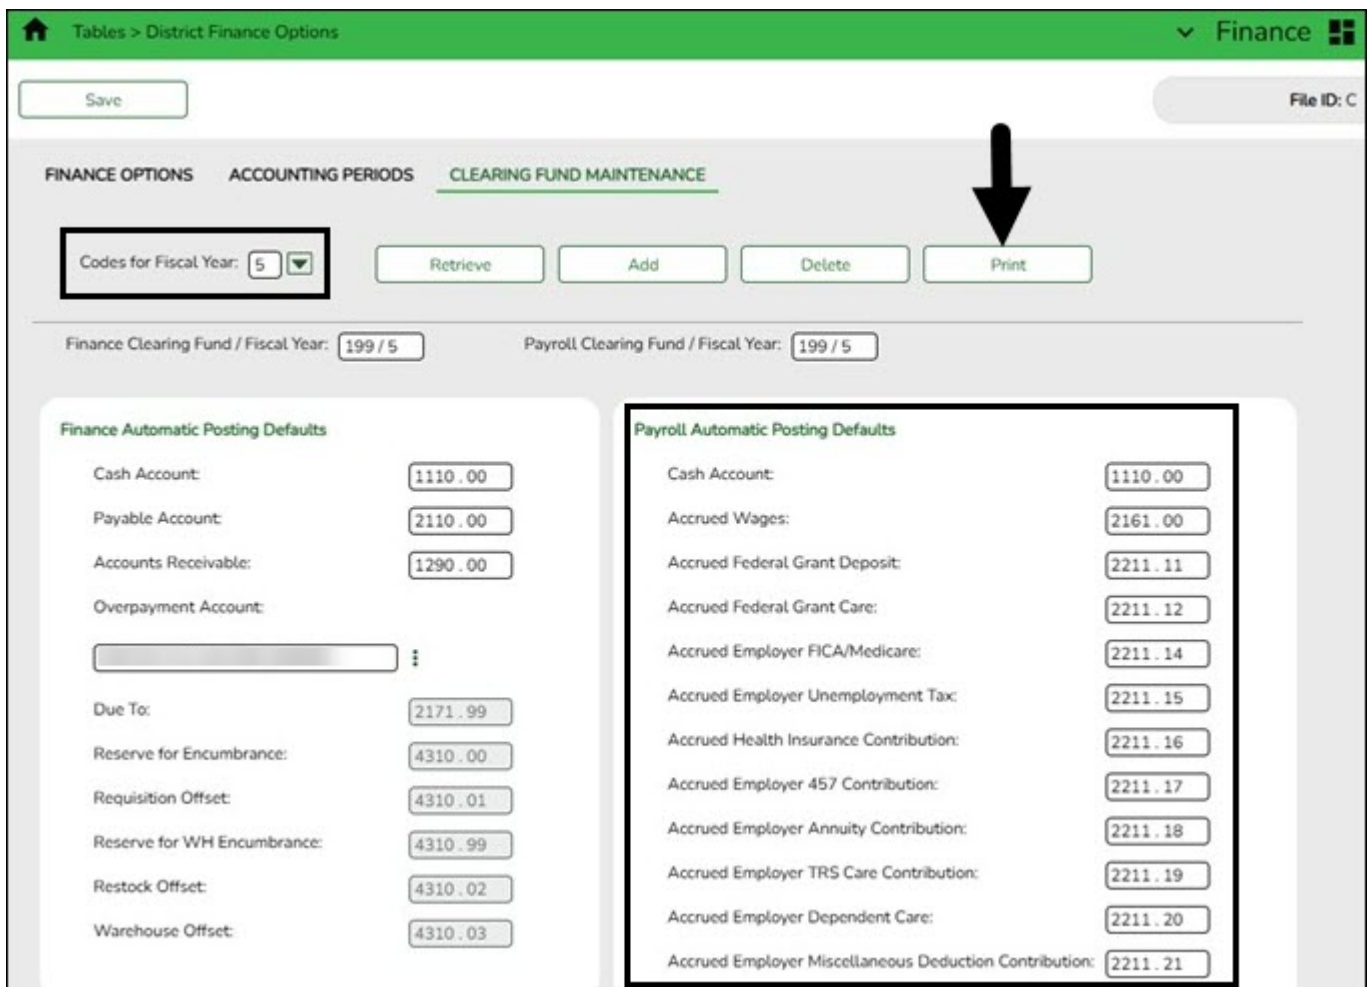 Tables > District Finance Options
Finance
Save
File ID: C
FINANCE OPTIONS ACCOUNTING PERIODS CLEARING FUND MAINTENANCE
Codes for Fiscal Year: 5 Retrieve Add Delete Print
Finance Clearing Fund / Fiscal Year: 199 / 5 Payroll Clearing Fund / Fiscal Year: 199 / 5
Finance Automatic Posting Defaults
Cash Account: 1110 . 00
Payable Account: 2110 . 00
Accounts Receivable: 1290 . 00
Overpayment Account:
Due To: 2171 . 99
Reserve for Encumbrance: 4310 . 00
Requisition Offset: 4310 . 01
Reserve for WH Encumbrance: 4310 . 99
Restock Offset: 4310 . 02
Warehouse Offset: 4310 . 03
Payroll Automatic Posting Defaults
Cash Account: 1110 . 00
Accrued Wages: 2161 . 00
Accrued Federal Grant Deposit: 2211 . 11
Accrued Federal Grant Care: 2211 . 12
Accrued Employer FICA/Medicare: 2211 . 14
Accrued Employer Unemployment Tax: 2211 . 15
Accrued Health Insurance Contribution: 2211 . 16
Accrued Employer 457 Contribution: 2211 . 17
Accrued Employer Annuity Contribution: 2211 . 18
Accrued Employer TRS Care Contribution: 2211 . 19
Accrued Employer Dependent Care: 2211 . 20
Accrued Employer Miscellaneous Deduction Contribution: 2211 . 21